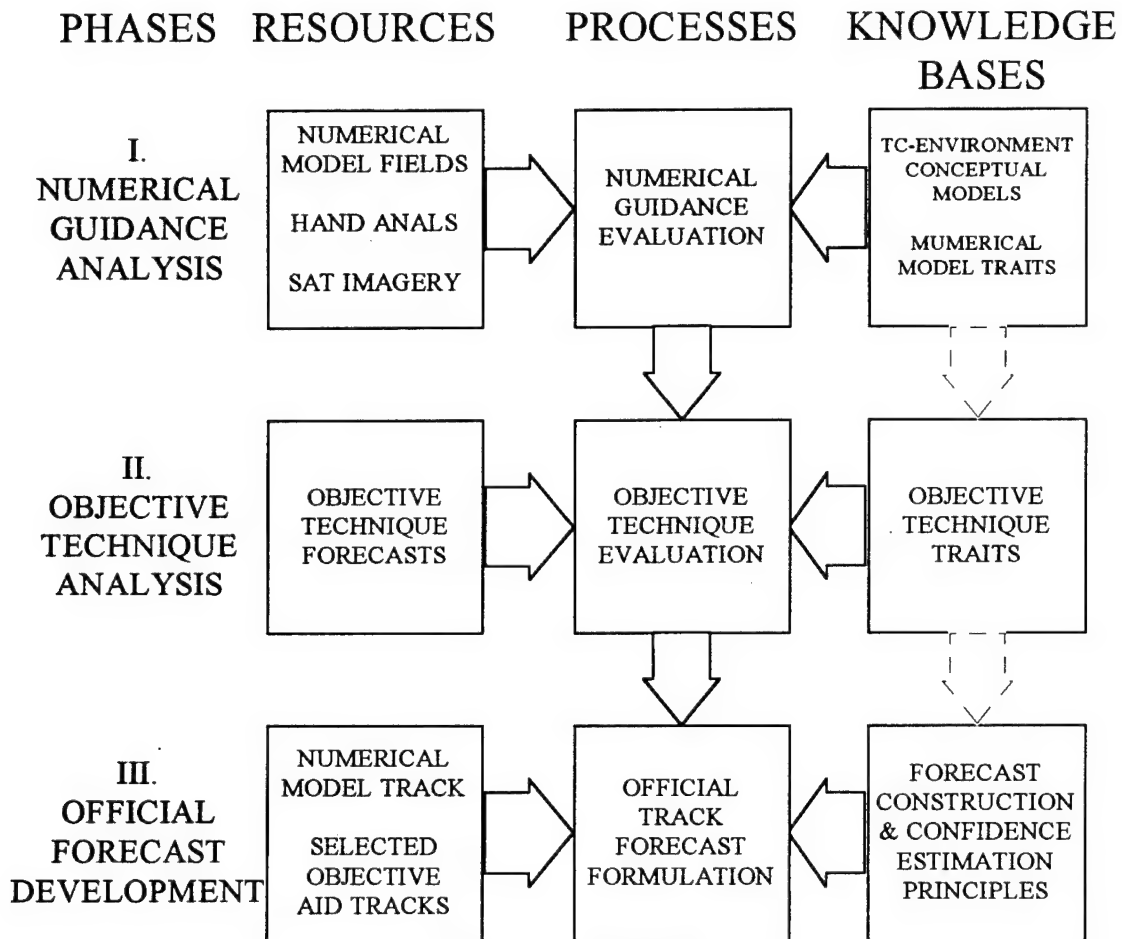 PHASES RESOURCES PROCESSES KNOWLEDGE
BASES
I.
NUMERICAL
GUIDANCE
ANALYSIS
NUMERICAL
MODEL FIELDS
HAND ANALS
SAT IMAGERY
NUMERICAL
GUIDANCE
EVALUATION
TC-ENVIRONMENT
CONCEPTUAL
MODELS
MUMERICAL
MODEL TRAITS
II.
OBJECTIVE
TECHNIQUE
ANALYSIS
OBJECTIVE
TECHNIQUE
FORECASTS
OBJECTIVE
TECHNIQUE
EVALUATION
OBJECTIVE
TECHNIQUE
TRAITS
III.
OFFICIAL
FORECAST
DEVELOPMENT
NUMERICAL
MODEL TRACK
SELECTED
OBJECTIVE
AID TRACKS
OFFICIAL
TRACK
FORECAST
FORMULATION
FORECAST
CONSTRUCTION
& CONFIDENCE
ESTIMATION
PRINCIPLES